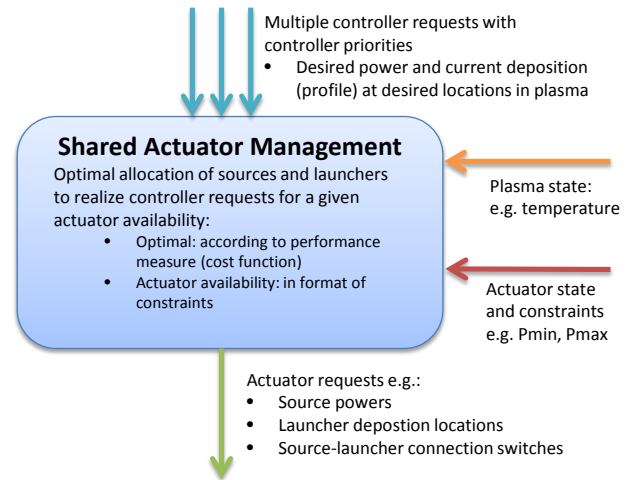 Multiple controller requests with
controller priorities
• Desired power and current deposition
(profile) at desired locations in plasma
Shared Actuator Management
Optimal allocation of sources and launchers
to realize controller requests for a given
actuator availability:
• Optimal: according to performance
measure (cost function)
• Actuator availability: in format of
constraints
Plasma state:
e.g. temperature
Actuator state
and constraints
e.g. Pmin, Pmax
Actuator requests e.g.:
• Source powers
• Launcher depostion locations
• Source-launcher connection switches